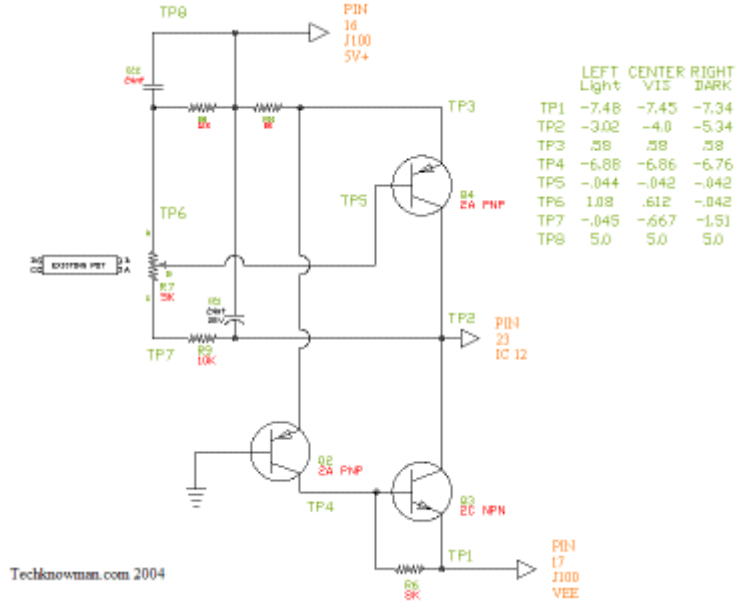 TP8
PIN
16
J100
5V+
LEFT CENTER RIGHT
Light VIS DARK
TP1 -7.48 -7.45 -7.34
TP2 -3.02 -4.0 -5.34
TP3 .58 .58 .58
TP4 -6.88 -6.86 -6.76
TP5 -.044 -.042 -.042
TP6 1.08 .612 -.042
TP7 -.045 -.667 -1.51
TP8 5.0 5.0 5.0
TP3
Q4
2A PNP
TP5
TP6
EXISTING POT
R7
5K
TP2
PIN
23
IC 12
TP7
R9
10K
Q2
2A PNP
TP4
Q3
2C NPN
TP1
PIN
17
J100
VEE
R6
8K
Techknowman.com 2004